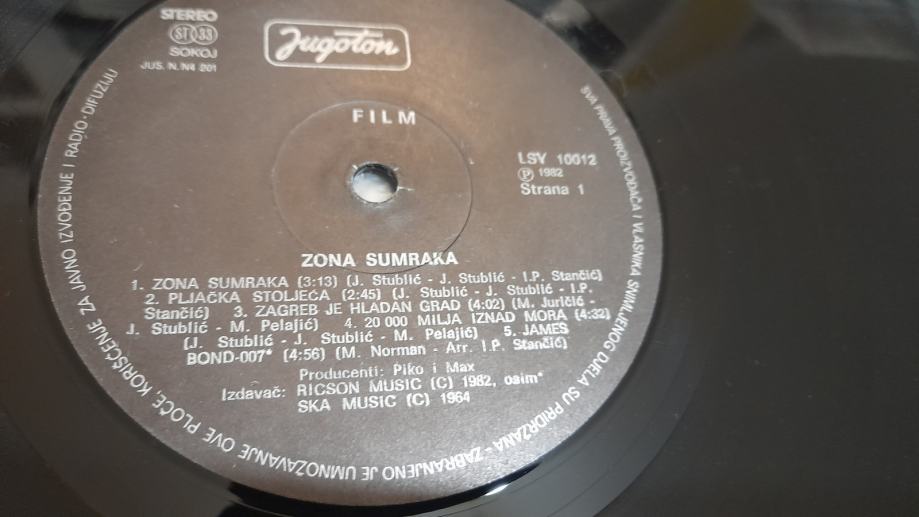 STEREO
ST 33
SOKOJ
JUS. N. N4 201
Jugoton
FILM
LSY 10012
Ⓟ 1982
Strana 1
ZONA SUMRAKA
1. ZONA SUMRAKA (3:13) (J. Stublić - J. Stublić - I.P. Stančić)
2. PLJAČKA STOLJEĆA (2:45) (J. Stublić - J. Stublić - I.P.
Stančić) 3. ZAGREB JE HLADAN GRAD (4:02) (M. Juričić -
J. Stublić - M. Pelajić) 4. 20 000 MILJA IZNAD MORA (4:32)
(J. Stublić - J. Stublić - M. Pelajić) 5. JAMES
BOND-007* (4:56) (M. Norman - Arr. I.P. Stančić)
Producenti: Piko i Max
Izdavač: RICSON MUSIC (C) 1982, osim*
SKA MUSIC (C) 1964
SVA PRAVA PROIZVOĐAČA I VLASNIKA SNIMLJENOG DJELA SU PRIDRŽANA - ZABRANJENO JE UMNOŽAVANJE OVE PLOČE, KORIŠĆENJE ZA JAVNO IZVOĐENJE I RADIO-DIFUZIJU